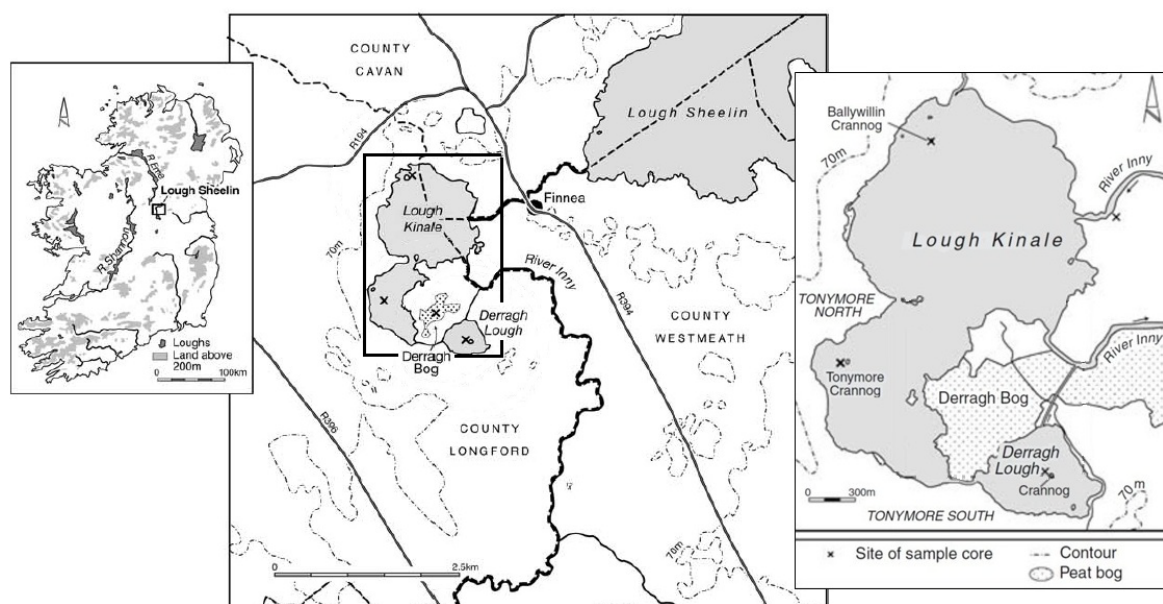 R Erne
Lough Sheelin
R Shannon
Loughs
Land above
200m
0
100km
COUNTY
CAVAN
R194
Lough Sheelin
Finnea
Lough
Kinale
70m
River Inny
Derragh
Lough
Derragh
Bog
R394
COUNTY
WESTMEATH
R396
COUNTY
LONGFORD
70m
0
2.5km
Ballywillin
Crannog
70m
River Inny
Lough Kinale
TONYMORE
NORTH
River Inny
Tonymore
Crannog
Derragh Bog
Derragh
Lough
Crannog
0
300m
70 m
TONYMORE SOUTH
Site of sample core
Contour
Peat bog